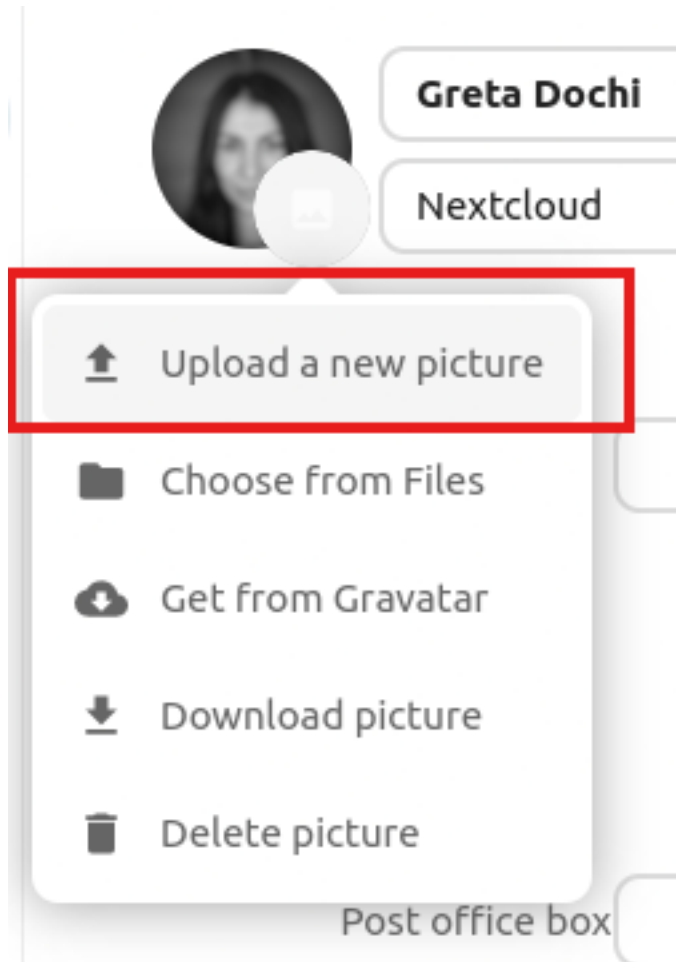 Greta Dochi
Nextcloud
Upload a new picture
Choose from Files
Get from Gravatar
Download picture
Delete picture
Post office box